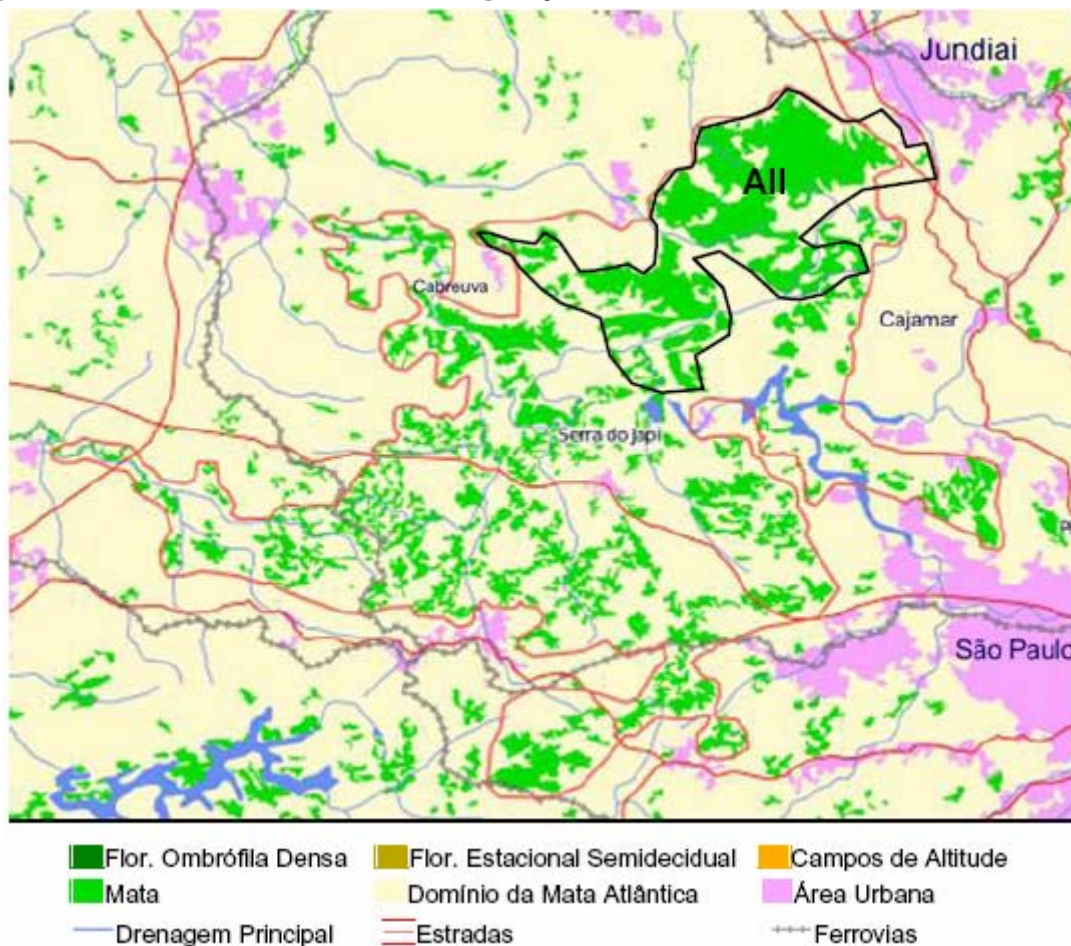 Jundiai
AII
Cabreuva
Cajamar
Serra do Japi
São Paulo
Flor. Ombrófila Densa
Flor. Estacional Semidecidual
Campos de Altitude
Mata
Domínio da Mata Atlântica
Área Urbana
Drenagem Principal
Estradas
Ferrovias